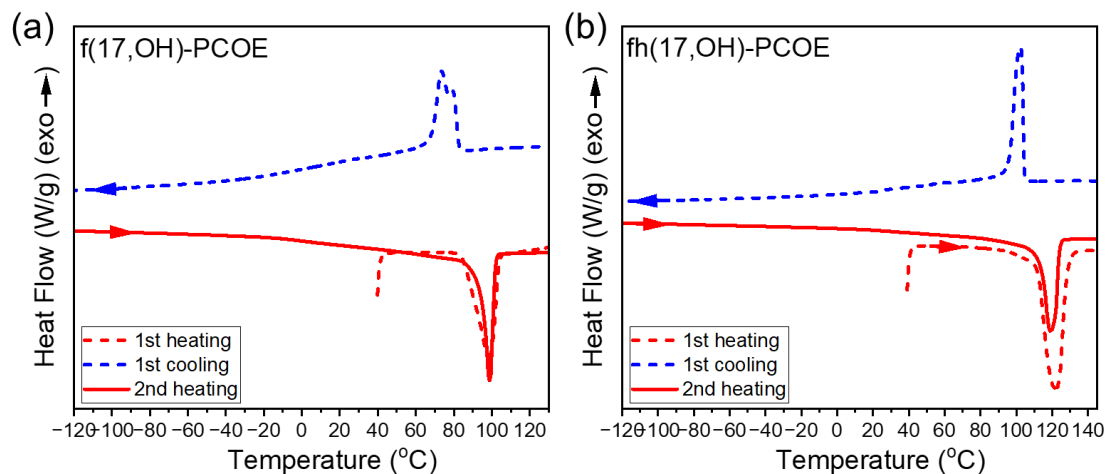 (a)
f(17,OH)-PCOE
Heat Flow (W/g) (exo →)
1st heating
1st cooling
2nd heating
−120 −100 −80 −60 −40 −20 0 20 40 60 80 100 120
Temperature (°C)
(b)
fh(17,OH)-PCOE
Heat Flow (W/g) (exo →)
1st heating
1st cooling
2nd heating
−120 −100 −80 −60 −40 −20 0 20 40 60 80 100 120 140
Temperature (°C)